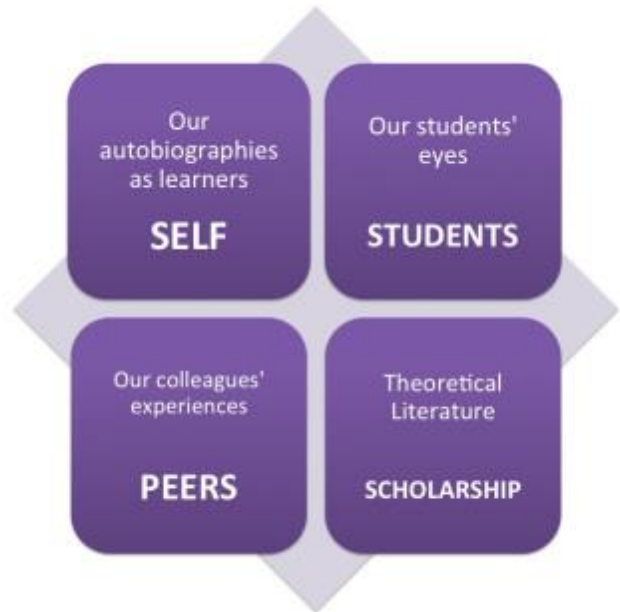 Our
autobiographies
as learners
SELF
Our students'
eyes
STUDENTS
Our colleagues'
experiences
PEERS
Theoretical
Literature
SCHOLARSHIP